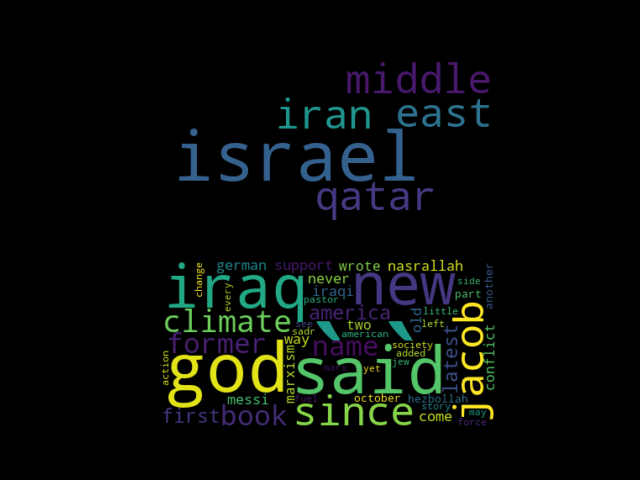 middle
iran east
israel
qatar
change german support wrote nasrallah side another
iraq every never iraqi pastor new part
climate see sadr america two american old little left jacob
former way name society added latest conflict
action god marxism said marx yet jew
messi fuel october hezbollah story may
first book since come force